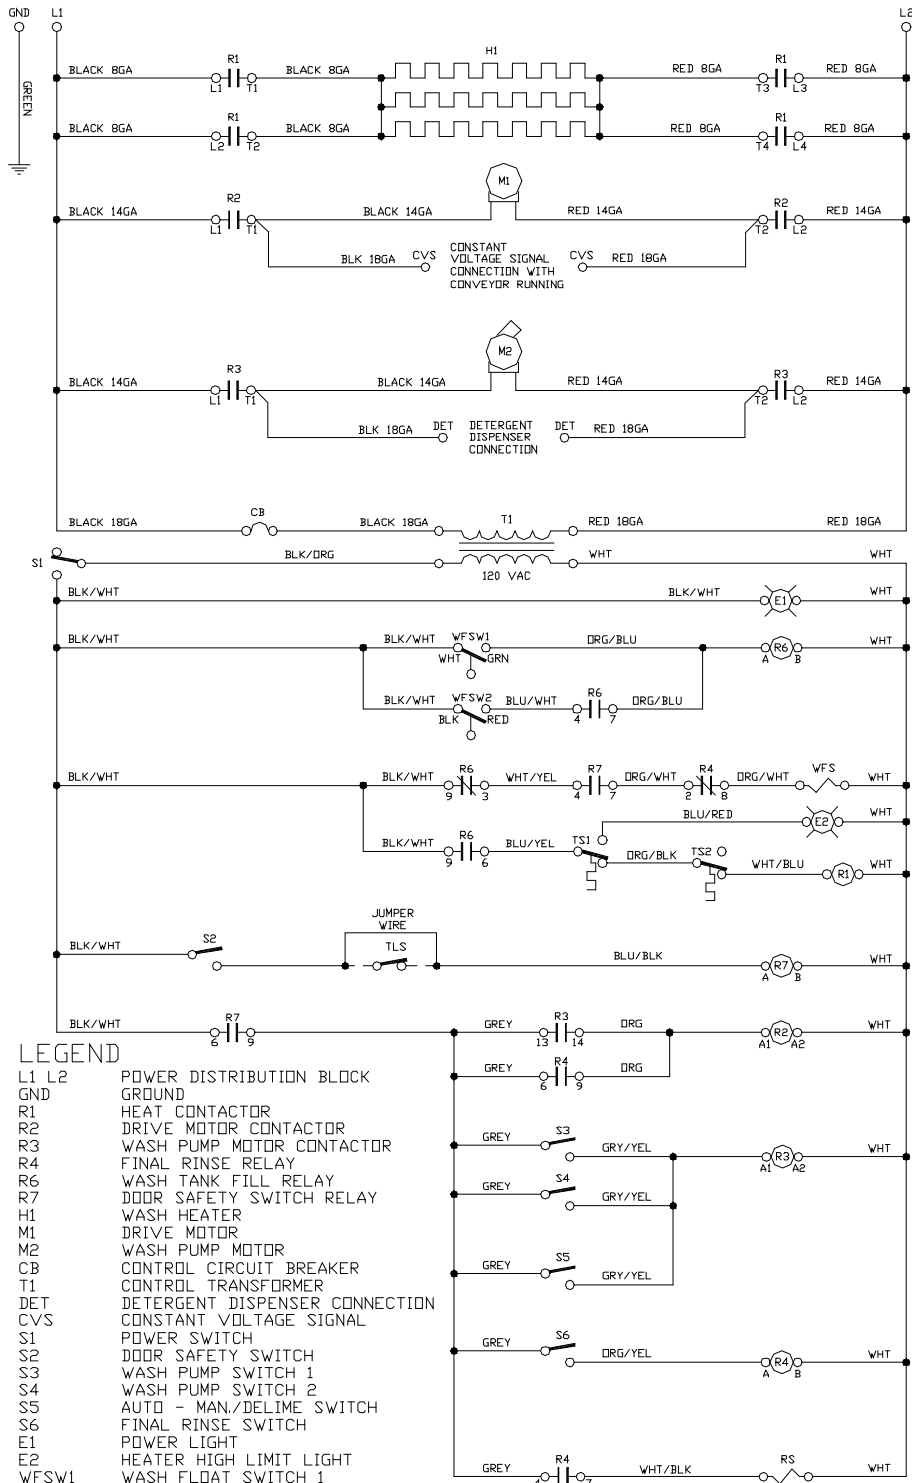 GND L1 L2
R1 H1 R1
BLACK 8GA BLACK 8GA RED 8GA RED 8GA
L1 T1 T3 L3
GREEN
R1 R1
BLACK 8GA BLACK 8GA RED 8GA RED 8GA
L2 T2 T4 L4
M1
R2 R2
BLACK 14GA BLACK 14GA RED 14GA RED 14GA
L1 T1 T2 L2
BLK 18GA CVS CONSTANT CVS RED 18GA
VOLTAGE SIGNAL
CONNECTION WITH
CONVEYOR RUNNING
M2
R3 R3
BLACK 14GA BLACK 14GA RED 14GA RED 14GA
L1 T1 T2 L2
BLK 18GA DET DETERGENT DET RED 18GA
DISPENSER
CONNECTION
CB T1
BLACK 18GA BLACK 18GA RED 18GA RED 18GA
S1 BLK/ORG WHT WHT
120 VAC
BLK/WHT BLK/WHT E1 WHT
BLK/WHT BLK/WHT WFSW1 ORG/BLU R6 WHT
WHT GRN A B
BLK/WHT WFSW2 BLU/WHT R6 ORG/BLU
BLK RED 4 7
BLK/WHT BLK/WHT R6 WHT/YEL R7 ORG/WHT R4 ORG/WHT WFS WHT
9 3 4 7 2 8
BLU/RED E2 WHT
BLK/WHT R6 BLU/YEL TS1 ORG/BLK TS2 WHT/BLU R1 WHT
9 6
JUMPER
WIRE
BLK/WHT S2 TLS BLU/BLK R7 WHT
A B
BLK/WHT R7 GREY R3 ORG R2 WHT
6 9 13 14 A1 A2
GREY R4 ORG
6 9
GREY S3 GRY/YEL R3 WHT
A1 A2
GREY S4 GRY/YEL
GREY S5 GRY/YEL
GREY S6 ORG/YEL R4 WHT
A B
GREY R4 WHT/BLK RS WHT
LEGEND
L1 L2 POWER DISTRIBUTION BLOCK
GND GROUND
R1 HEAT CONTACTOR
R2 DRIVE MOTOR CONTACTOR
R3 WASH PUMP MOTOR CONTACTOR
R4 FINAL RINSE RELAY
R6 WASH TANK FILL RELAY
R7 DOOR SAFETY SWITCH RELAY
H1 WASH HEATER
M1 DRIVE MOTOR
M2 WASH PUMP MOTOR
CB CONTROL CIRCUIT BREAKER
T1 CONTROL TRANSFORMER
DET DETERGENT DISPENSER CONNECTION
CVS CONSTANT VOLTAGE SIGNAL
S1 POWER SWITCH
S2 DOOR SAFETY SWITCH
S3 WASH PUMP SWITCH 1
S4 WASH PUMP SWITCH 2
S5 AUTO - MAN./DELIME SWITCH
S6 FINAL RINSE SWITCH
E1 POWER LIGHT
E2 HEATER HIGH LIMIT LIGHT
WFSW1 WASH FLOAT SWITCH 1